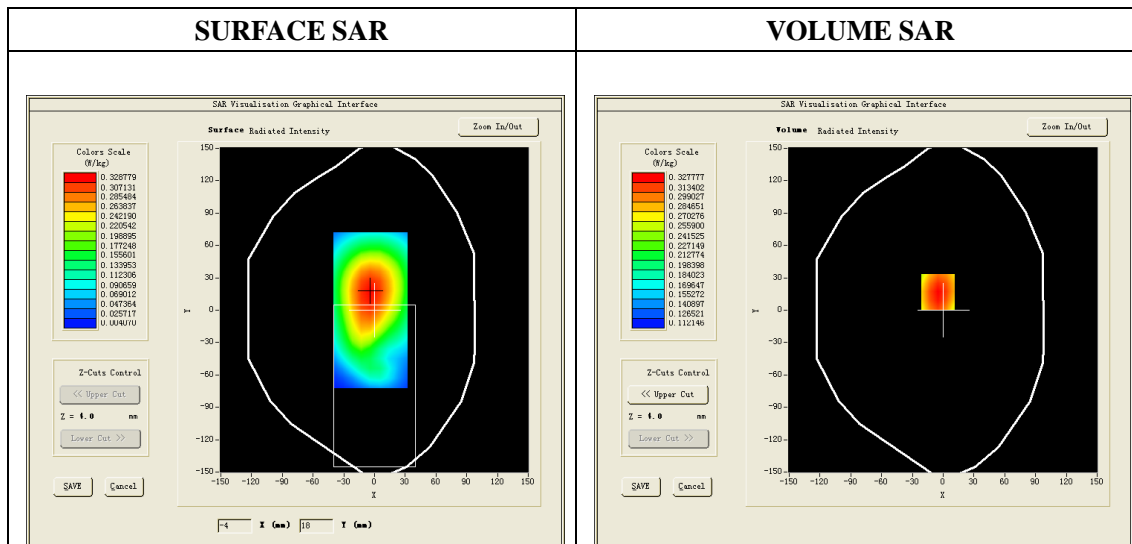 SURFACE SAR
VOLUME SAR
SAR Visualisation Graphical Interface
Surface Radiated Intensity
Zoom In/Out
Colors Scale
(W/kg)
0.328779
0.307131
0.285484
0.263837
0.242190
0.220542
0.198895
0.177248
0.155601
0.133953
0.112306
0.090659
0.069012
0.047364
0.025717
0.004070
150
120
90
60
30
0
-30
-60
-90
-120
-150
Y
-150 -120 -90 -60 -30 0 30 60 90 120 150
X
Z-Cuts Control
<< Upper Cut
Z = 4.0 mm
Lower Cut >>
SAVE Cancel
-4 X (mm) 18 Y (mm)
SAR Visualisation Graphical Interface
Volume Radiated Intensity
Zoom In/Out
Colors Scale
(W/kg)
0.327777
0.313402
0.299027
0.284651
0.270276
0.255900
0.241525
0.227149
0.212774
0.198398
0.184023
0.169647
0.155272
0.140897
0.126521
0.112146
150
120
90
60
30
0
-30
-60
-90
-120
-150
Y
-150 -120 -90 -60 -30 0 30 60 90 120 150
X
Z-Cuts Control
<< Upper Cut
Z = 4.0 mm
Lower Cut >>
SAVE Cancel